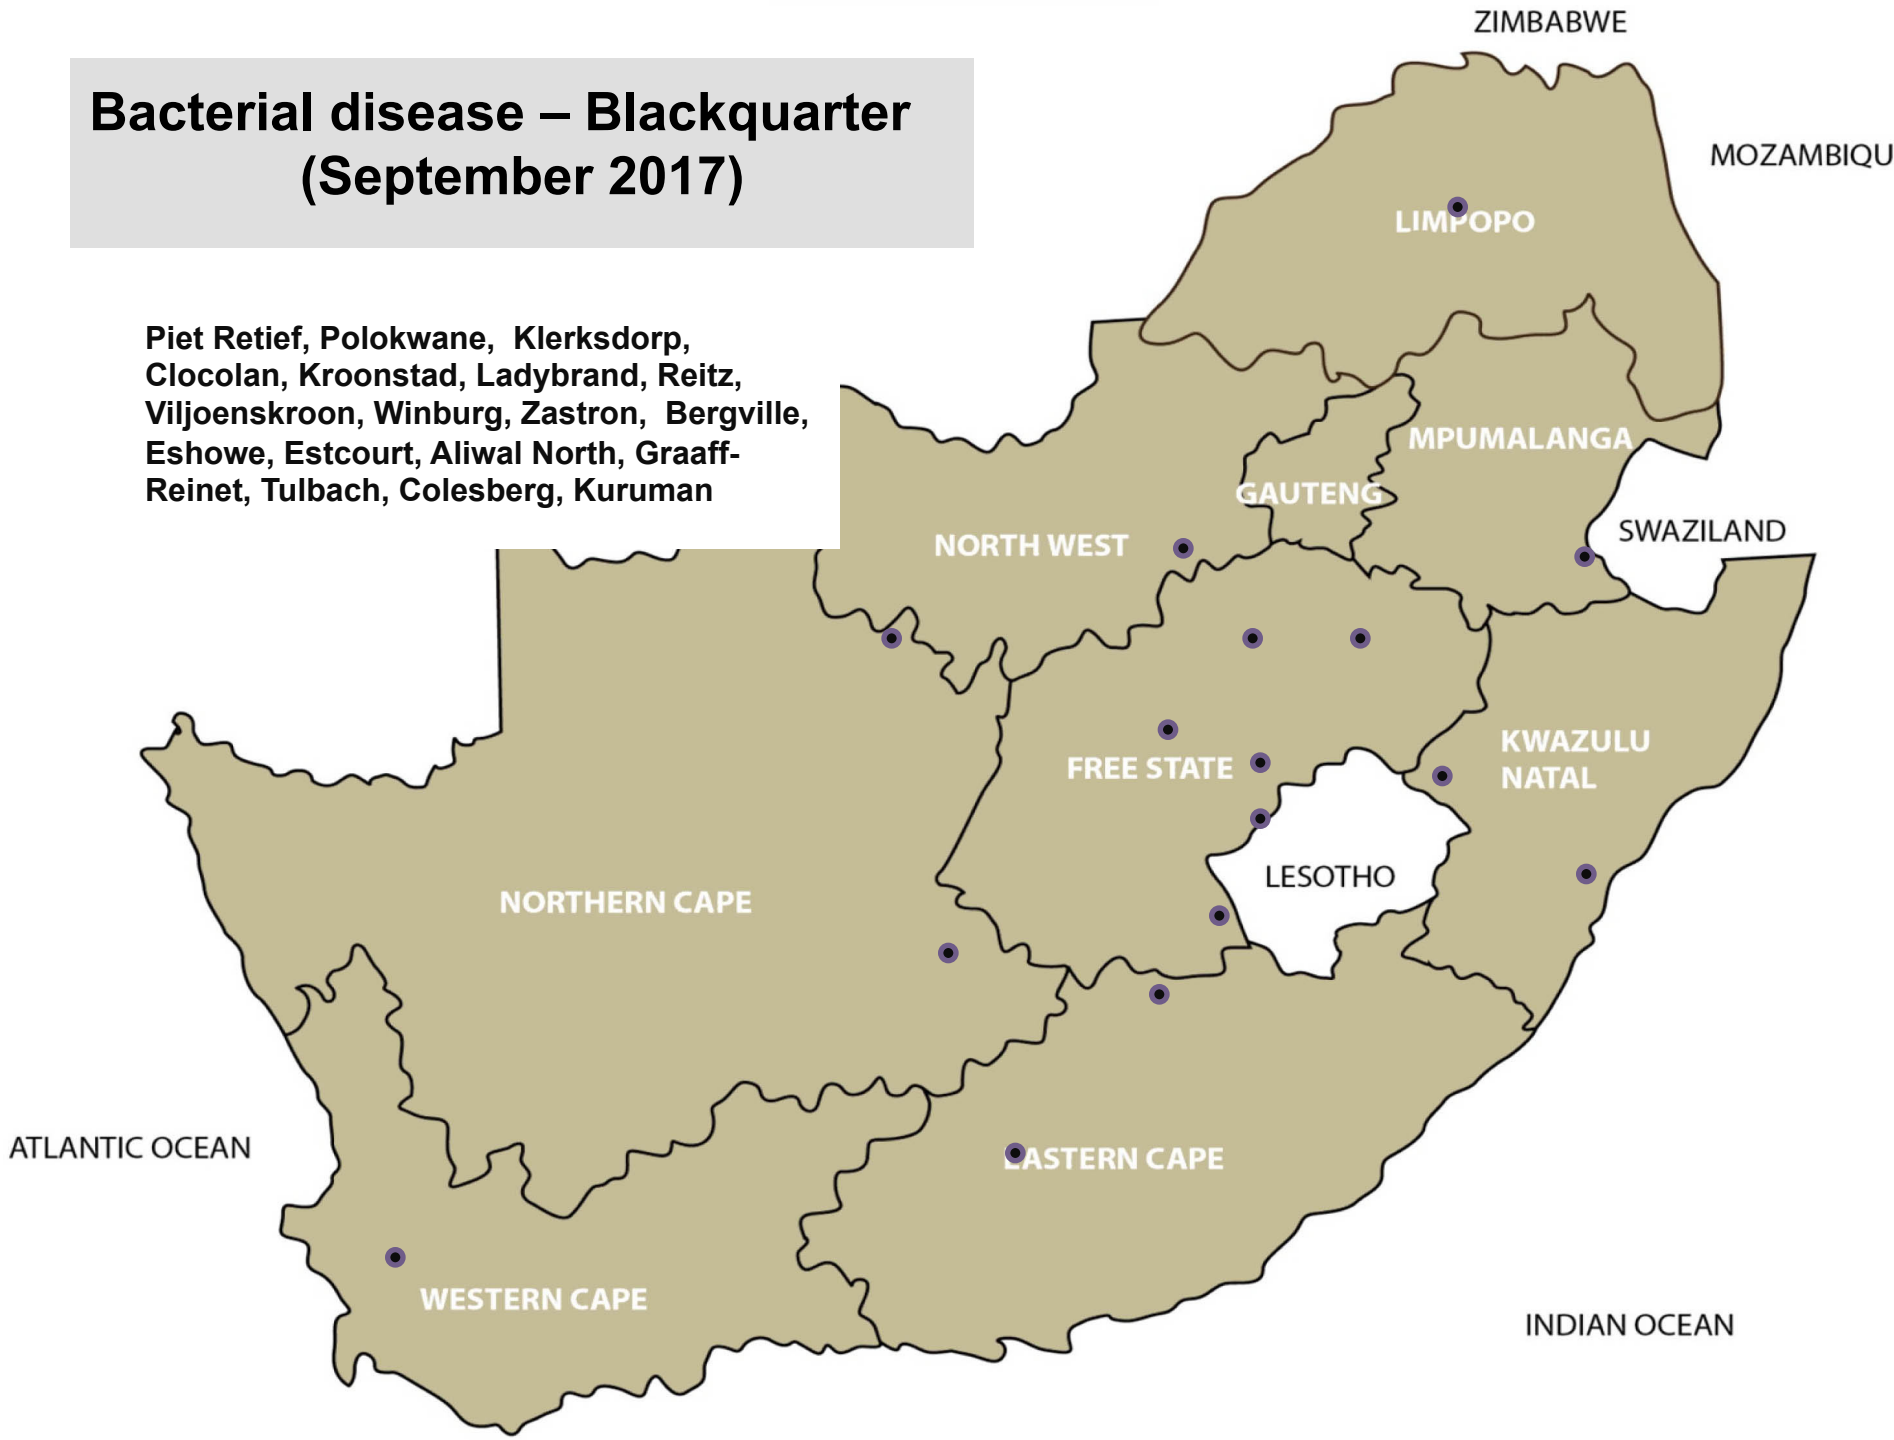 Bacterial disease – Blackquarter
(September 2017)
Piet Retief, Polokwane, Klerksdorp,
Clocolan, Kroonstad, Ladybrand, Reitz,
Viljoenskroon, Winburg, Zastron, Bergville,
Eshowe, Estcourt, Aliwal North, Graaff-
Reinet, Tulbach, Colesberg, Kuruman
ZIMBABWE
MOZAMBIQU
LIMPOPO
MPUMALANGA
GAUTENG
SWAZILAND
NORTH WEST
KWAZULU
NATAL
FREE STATE
LESOTHO
NORTHERN CAPE
ATLANTIC OCEAN
EASTERN CAPE
WESTERN CAPE
INDIAN OCEAN